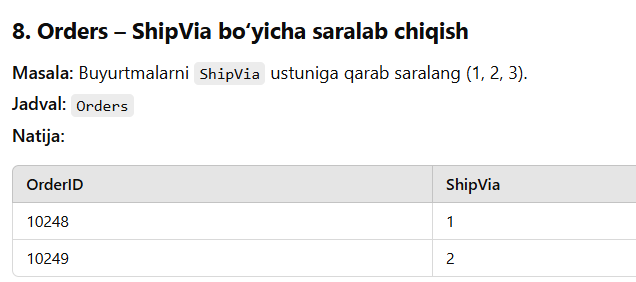 8. Orders – ShipVia bo‘yicha saralab chiqish
Masala: Buyurtmalarni ShipVia ustuniga qarab saralang (1, 2, 3).
Jadval: Orders
Natija:
OrderID ShipVia
10248 1
10249 2